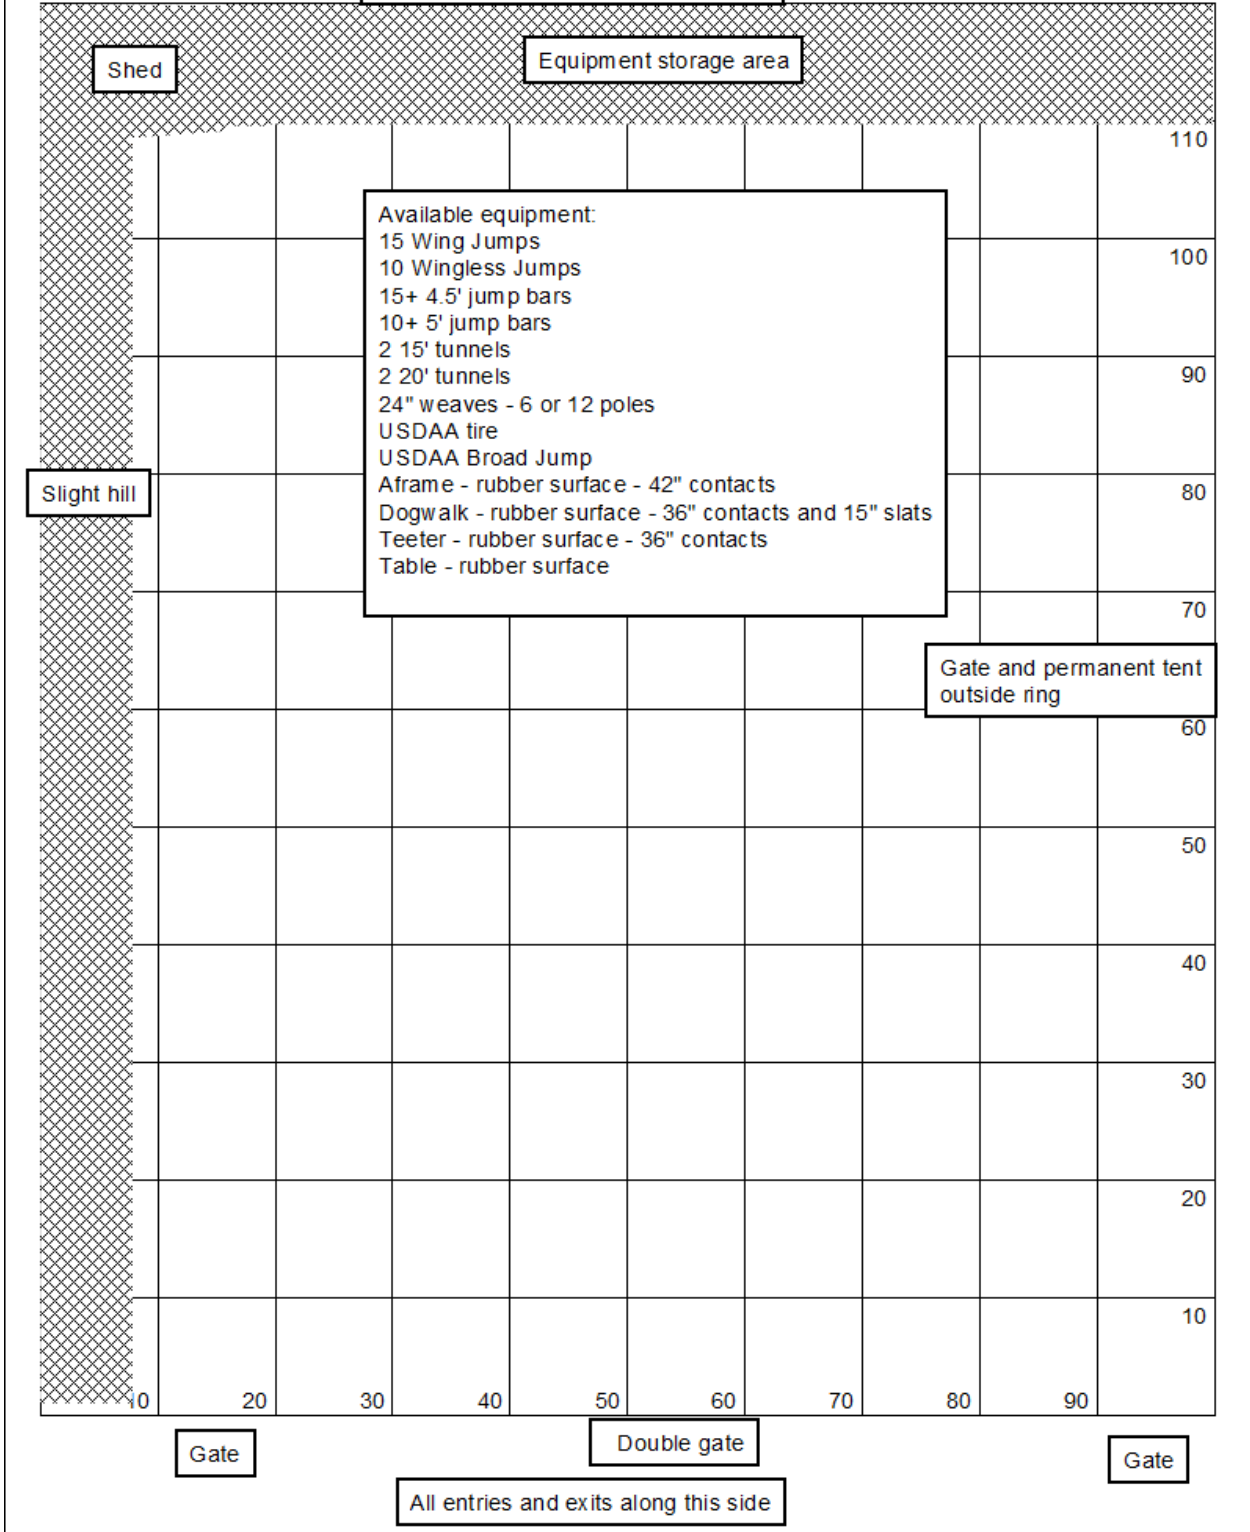 Shed
Equipment storage area
110
Available equipment:
15 Wing Jumps
10 Wingless Jumps
15+ 4.5' jump bars
10+ 5' jump bars
2 15' tunnels
2 20' tunnels
24" weaves - 6 or 12 poles
USDAA tire
USDAA Broad Jump
Aframe - rubber surface - 42" contacts
Dogwalk - rubber surface - 36" contacts and 15" slats
Teeter - rubber surface - 36" contacts
Table - rubber surface
100
90
Slight hill
80
70
Gate and permanent tent
outside ring
60
50
40
30
20
10
10 20 30 40 50 60 70 80 90
Gate
Double gate
Gate
All entries and exits along this side